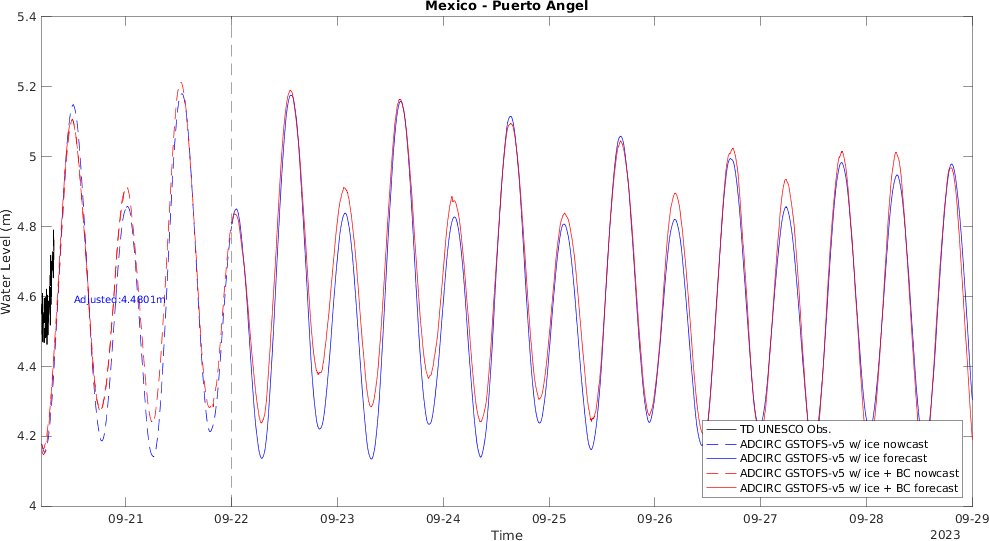 Mexico - Puerto Angel
5.4
5.2
5
4.8
4.6
4.4
4.2
4
Water Level (m)
Adjusted:4.4801m
TD UNESCO Obs.
ADCIRC GSTOFS-v5 w/ ice nowcast
ADCIRC GSTOFS-v5 w/ ice forecast
ADCIRC GSTOFS-v5 w/ ice + BC nowcast
ADCIRC GSTOFS-v5 w/ ice + BC forecast
09-21 09-22 09-23 09-24 09-25 09-26 09-27 09-28 09-29
Time
2023